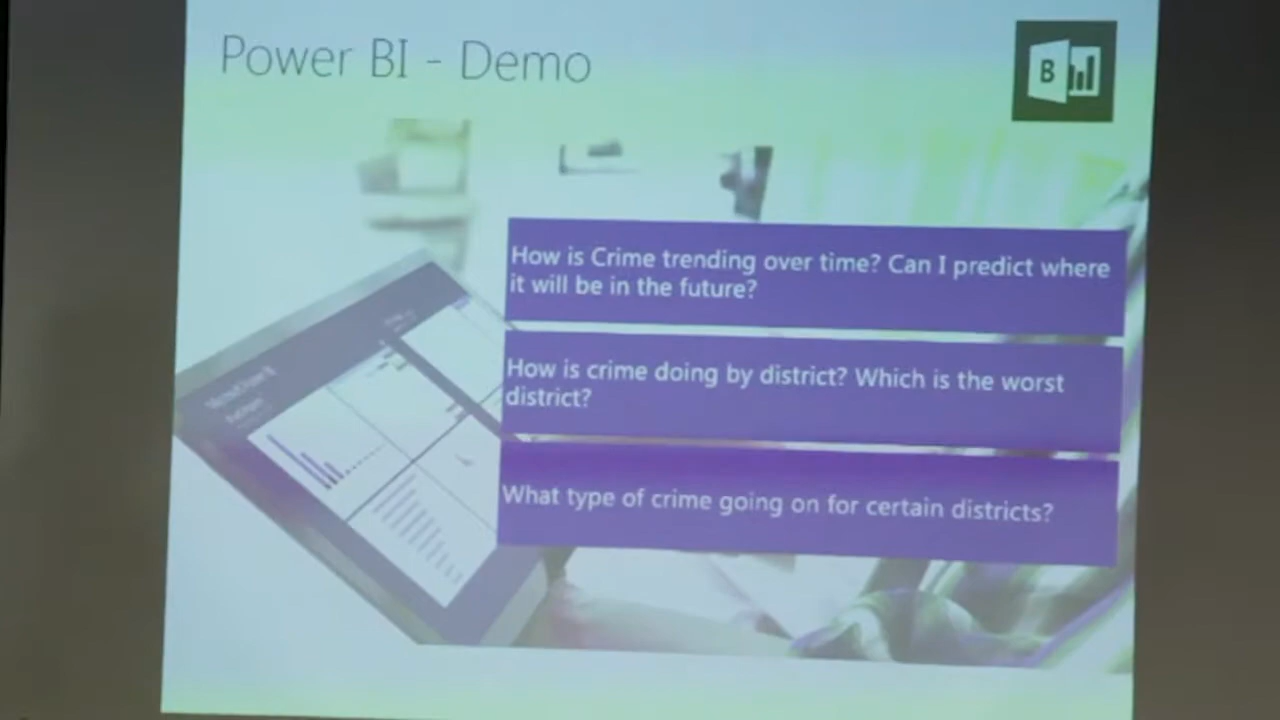 Power BI - Demo
B
How is Crime trending over time? Can I predict where
it will be in the future?
How is crime doing by district? Which is the worst
district?
What type of crime going on for certain districts?